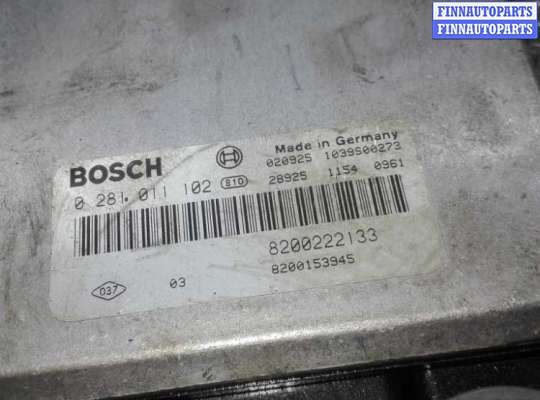 FINNAUTOPARTS
FINNAUTOPARTS
BOSCH
Made in Germany
020925 1039S00273
0 281 011 102 810
28925 1154 0961
8200222133
8200153945
037
03